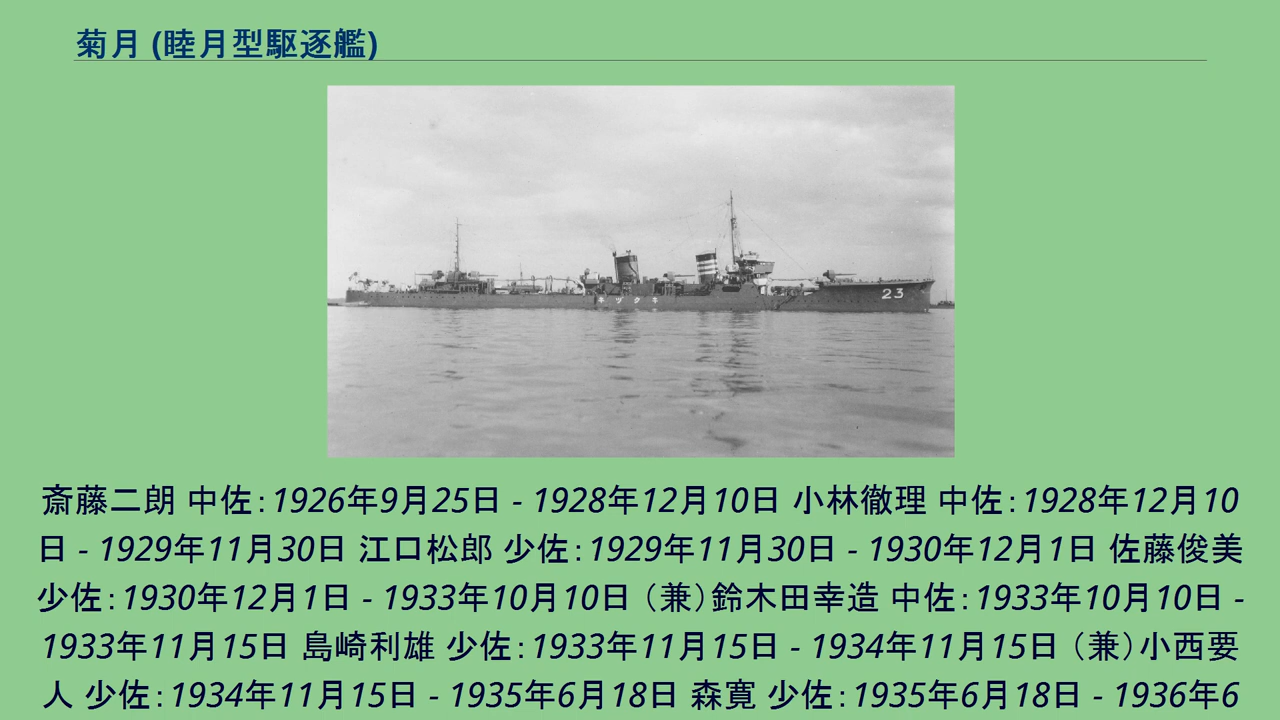 菊月 (睦月型駆逐艦)
キクツキ
23
斎藤二朗 中佐：1926年9月25日 - 1928年12月10日 小林徹理 中佐：1928年12月10
日 - 1929年11月30日 江口松郎 少佐：1929年11月30日 - 1930年12月1日 佐藤俊美
少佐：1930年12月1日 - 1933年10月10日 （兼）鈴木田幸造 中佐：1933年10月10日 -
1933年11月15日 島崎利雄 少佐：1933年11月15日 - 1934年11月15日 （兼）小西要
人 少佐：1934年11月15日 - 1935年6月18日 森寛 少佐：1935年6月18日 - 1936年6